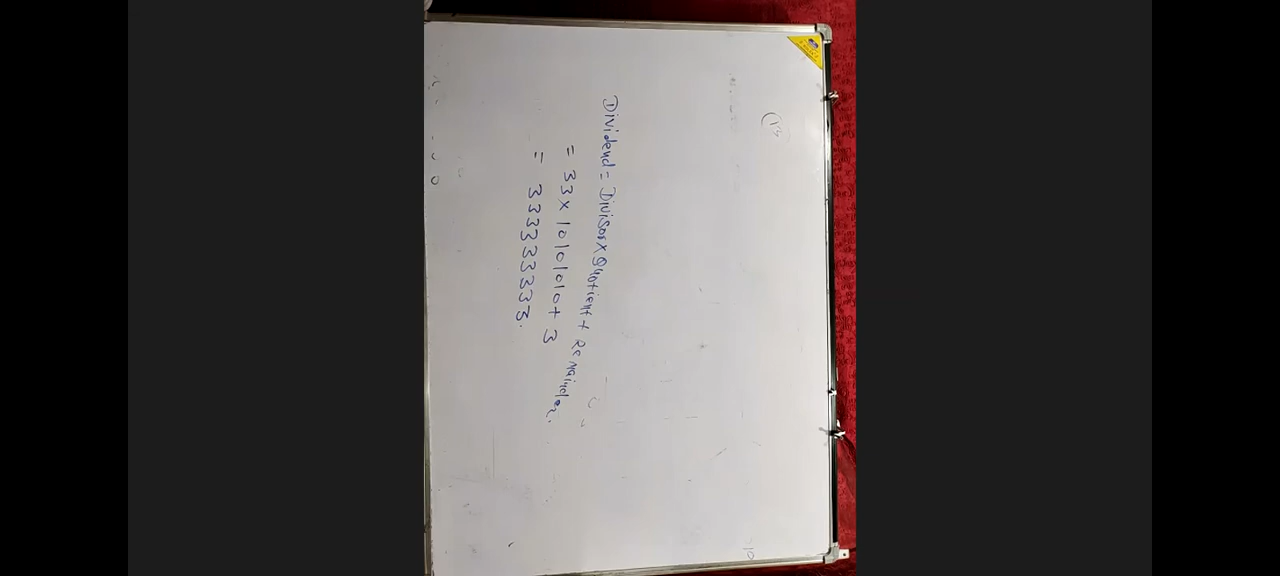 (13
Dividend = Divisor × Quotient + Remainder.
= 33 × 10101010 + 3
= 333333333.